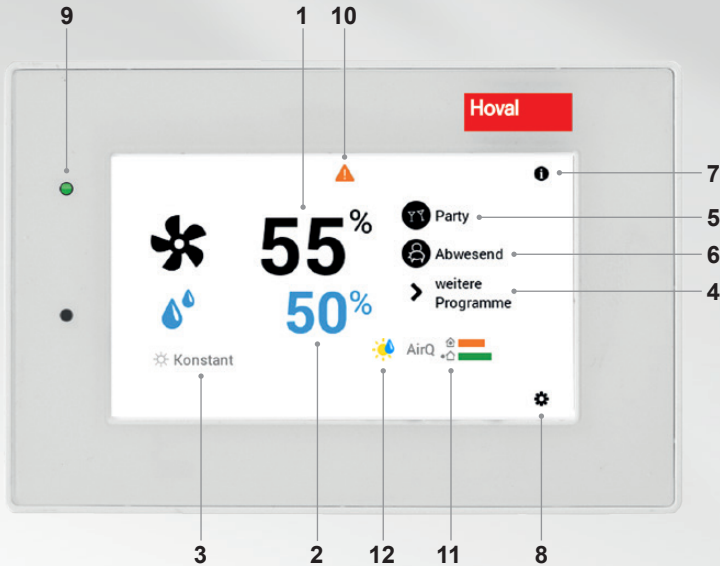 9 1 10
Hoval
7
55%
Party 5
Abwesend 6
weitere
Programme 4
50%
AirQ
Konstant
3 2 12 11 8